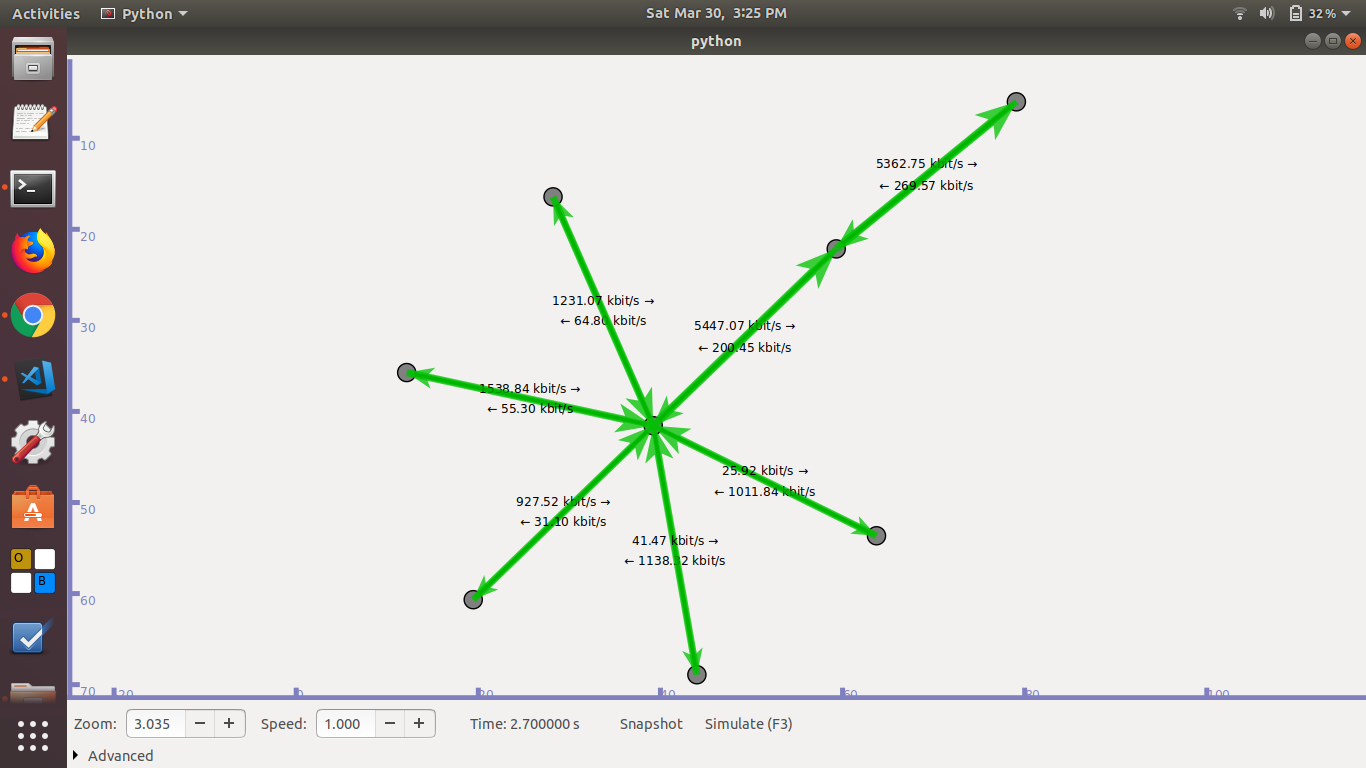 Activities Python Sat Mar 30, 3:25 PM 32%
python
10
20
30
40
50
60
70
5362.75 kbit/s →
← 269.57 kbit/s
1231.07 kbit/s →
← 64.80 kbit/s
5447.07 kbit/s →
← 200.45 kbit/s
1538.84 kbit/s →
← 55.30 kbit/s
25.92 kbit/s →
← 1011.84 kbit/s
927.52 kbit/s →
← 31.10 kbit/s
41.47 kbit/s →
kbit/s
0 20 40 60 80 100
O
B
Zoom: 3.035 − + Speed: 1.000 − + Time: 2.700000 s Snapshot Simulate (F3)
Advanced